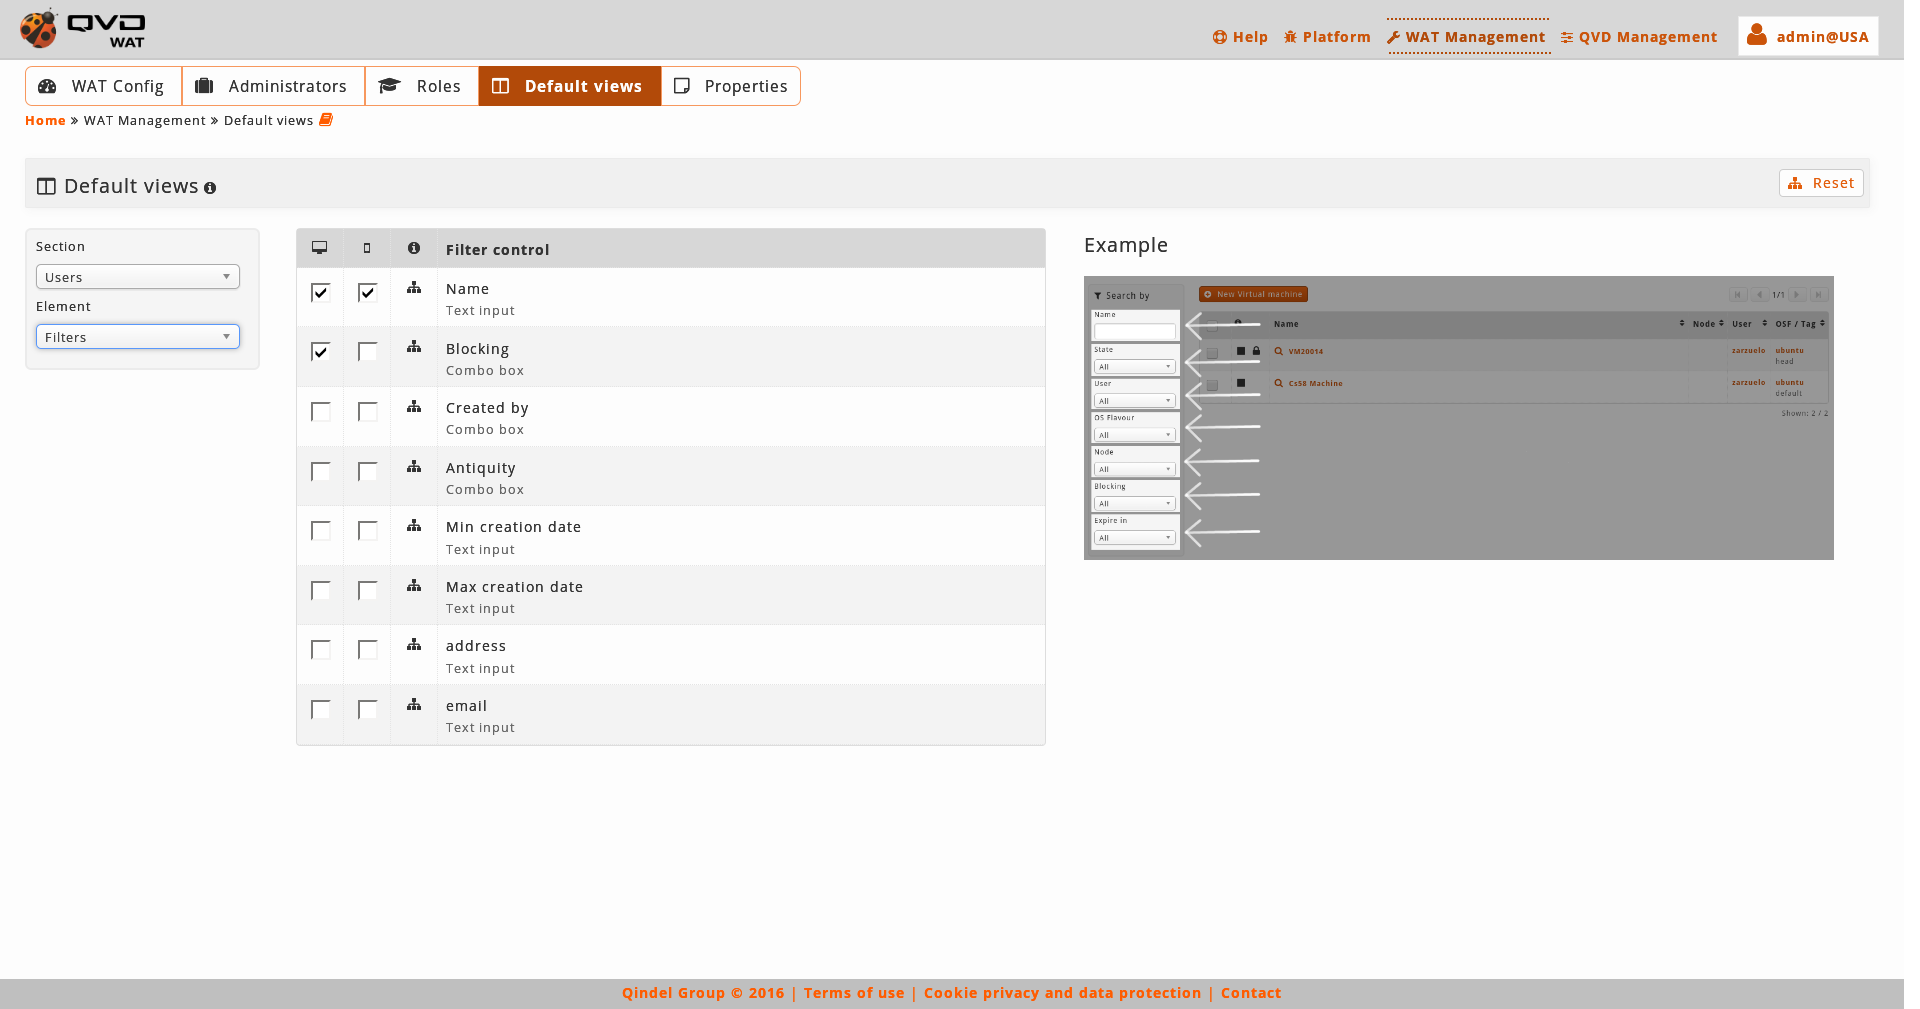 QVD
WAT
Help
Platform
WAT Management
QVD Management
admin@USA
WAT Config
Administrators
Roles
Default views
Properties
Home » WAT Management » Default views
Default views
Reset
Section
Users
Element
Filters
Filter control
Name
Text input
Blocking
Combo box
Created by
Combo box
Antiquity
Combo box
Min creation date
Text input
Max creation date
Text input
address
Text input
email
Text input
Example
Search by
New Virtual machine
1/1
Name
Name
Node
User
OSF / Tag
State
All
VM20014
zarzuelo
ubuntu
head
User
All
Cs58 Machine
zarzuelo
ubuntu
default
Shown: 2 / 2
OS Flavour
All
Node
All
Blocking
All
Expire in
All
Qindel Group © 2016 | Terms of use | Cookie privacy and data protection | Contact